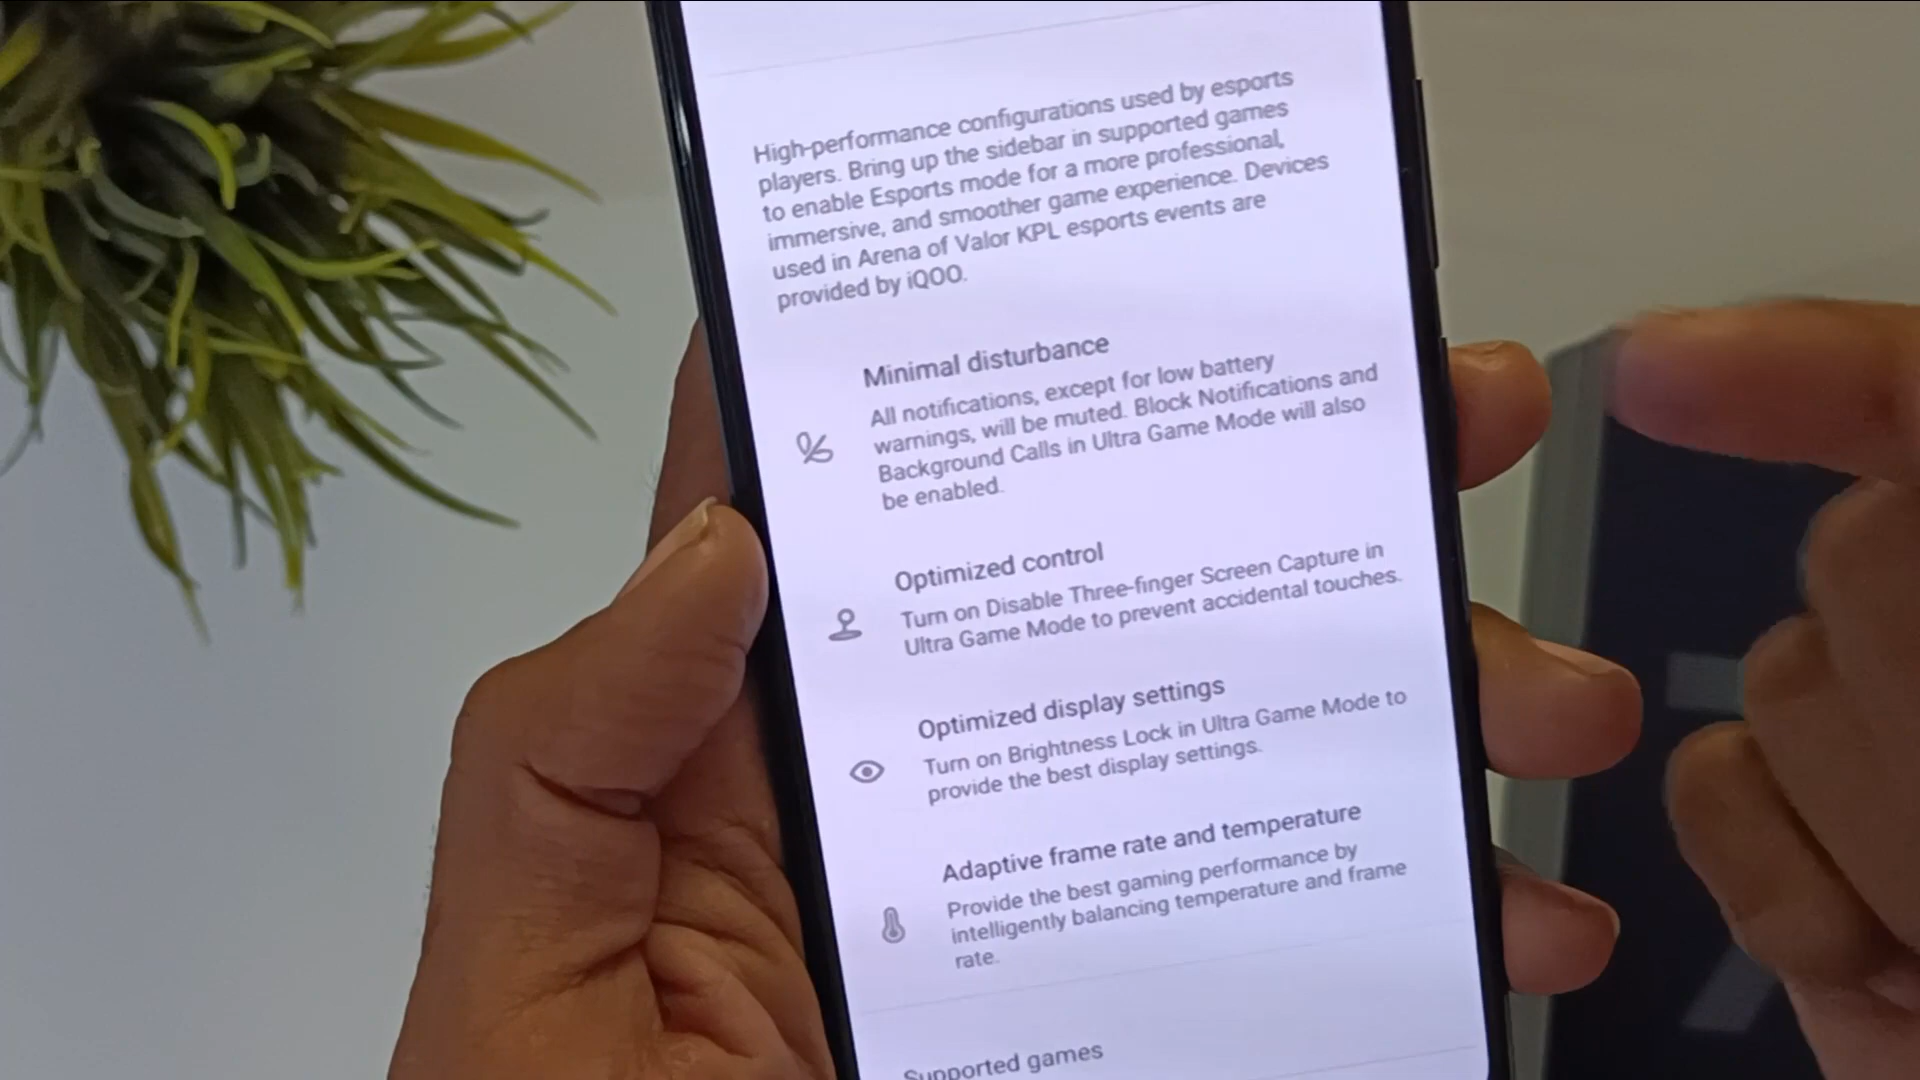 High-performance configurations used by esports
players. Bring up the sidebar in supported games
to enable Esports mode for a more professional,
immersive, and smoother game experience. Devices
used in Arena of Valor KPL esports events are
provided by iQOO.
Minimal disturbance
All notifications, except for low battery
warnings, will be muted. Block Notifications and
Background Calls in Ultra Game Mode will also
be enabled.
Optimized control
Turn on Disable Three-finger Screen Capture in
Ultra Game Mode to prevent accidental touches.
Optimized display settings
Turn on Brightness Lock in Ultra Game Mode to
provide the best display settings.
Adaptive frame rate and temperature
Provide the best gaming performance by
intelligently balancing temperature and frame
rate.
Supported games